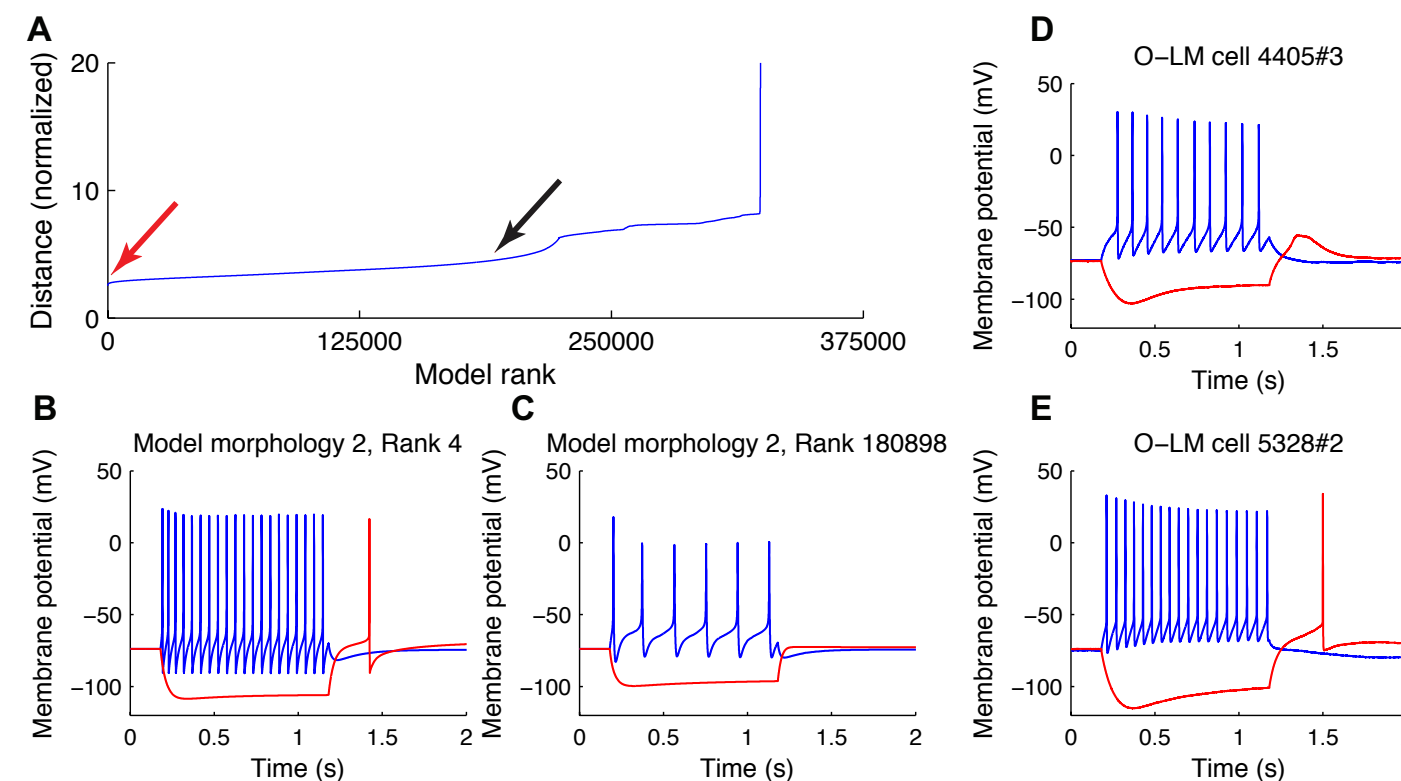 A
Distance (normalized)
20
10
0
0 125000 250000 375000
Model rank
D
O−LM cell 4405#3
Membrane potential (mV)
50
0
−50
−100
0 0.5 1 1.5
Time (s)
B
Model morphology 2, Rank 4
Membrane potential (mV)
50
0
−50
−100
0 0.5 1 1.5 2
Time (s)
C
Model morphology 2, Rank 180898
Membrane potential (mV)
50
0
−50
−100
0 0.5 1 1.5 2
Time (s)
E
O−LM cell 5328#2
Membrane potential (mV)
50
0
−50
−100
0 0.5 1 1.5
Time (s)